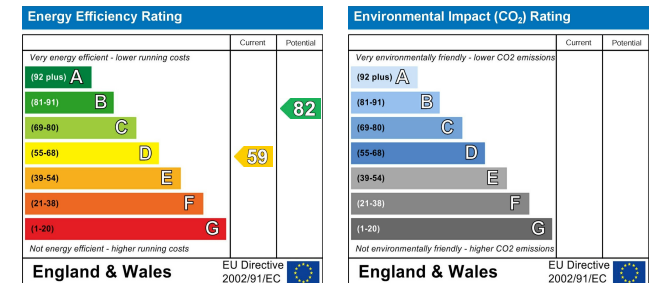 Energy Efficiency Rating
Current Potential
Very energy efficient - lower running costs
(92 plus) A
(81-91) B
82
(69-80) C
(55-68) D
59
(39-54) E
(21-38) F
(1-20) G
Not energy efficient - higher running costs
England & Wales
EU Directive
2002/91/EC
Environmental Impact (CO₂) Rating
Current Potential
Very environmentally friendly - lower CO2 emissions
(92 plus) A
(81-91) B
(69-80) C
(55-68) D
(39-54) E
(21-38) F
(1-20) G
Not environmentally friendly - higher CO2 emissions
England & Wales
EU Directive
2002/91/EC